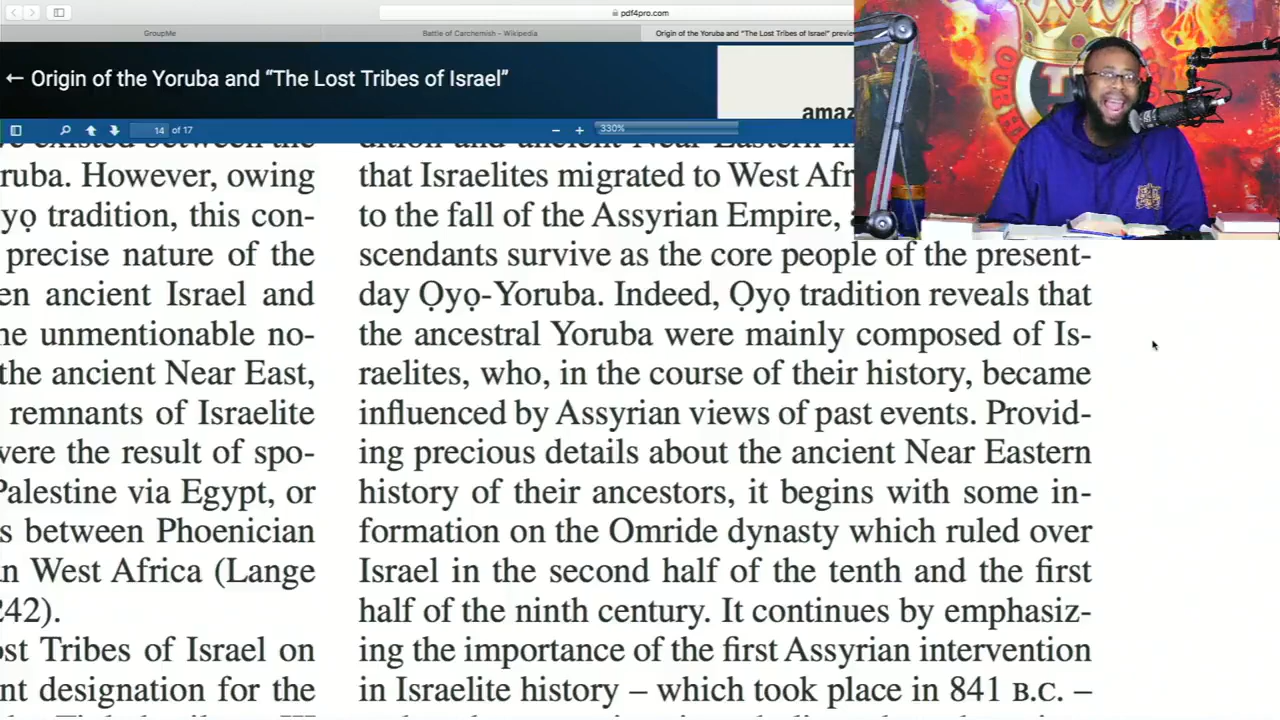 pdf4pro.com
GroupMe
Battle of Carchemish – Wikipedia
Origin of the Yoruba and "The Lost Tribes of Israel"
← Origin of the Yoruba and “The Lost Tribes of Israel”
amaz
14 of 17
− + 330%
ruba. However, owing
yọ tradition, this con-
precise nature of the
en ancient Israel and
ne unmentionable no-
the ancient Near East,
remnants of Israelite
were the result of spo-
Palestine via Egypt, or
s between Phoenician
n West Africa (Lange
242).
ost Tribes of Israel on
nt designation for the
that Israelites migrated to West Afr
to the fall of the Assyrian Empire,
scendants survive as the core people of the present-
day Ọyọ-Yoruba. Indeed, Ọyọ tradition reveals that
the ancestral Yoruba were mainly composed of Is-
raelites, who, in the course of their history, became
influenced by Assyrian views of past events. Provid-
ing precious details about the ancient Near Eastern
history of their ancestors, it begins with some in-
formation on the Omride dynasty which ruled over
Israel in the second half of the tenth and the first
half of the ninth century. It continues by emphasiz-
ing the importance of the first Assyrian intervention
in Israelite history – which took place in 841 B.C. –